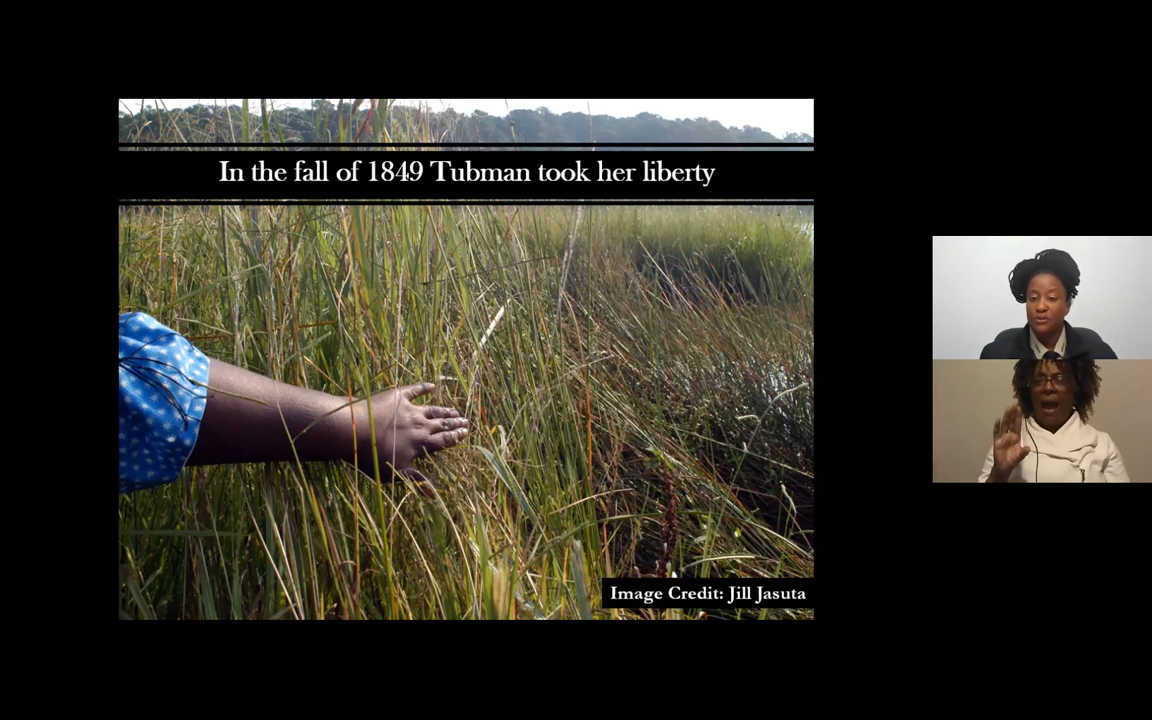 In the fall of 1849 Tubman took her liberty
Image Credit: Jill Jasuta